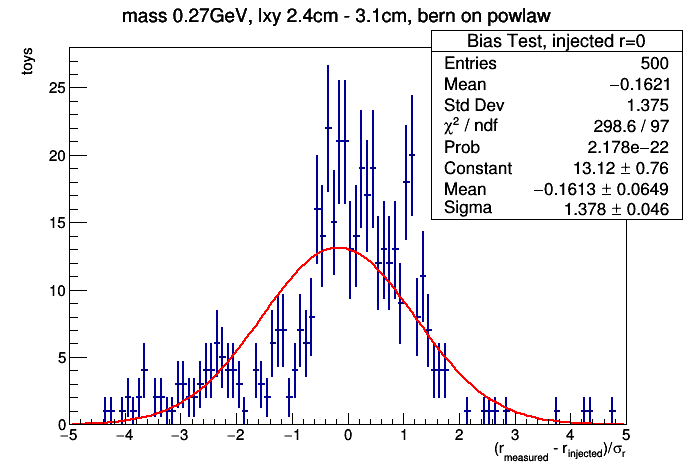 mass 0.27GeV, lxy 2.4cm - 3.1cm, bern on powlaw
Bias Test, injected r=0
Entries 500
Mean −0.1621
Std Dev 1.375
χ² / ndf 298.6 / 97
Prob 2.178e−22
Constant 13.12 ± 0.76
Mean −0.1613 ± 0.0649
Sigma 1.378 ± 0.046
toys
25
20
15
10
5
0
−5 −4 −3 −2 −1 0 1 2 3 4 5
(r_measured - r_injected)/σ_r